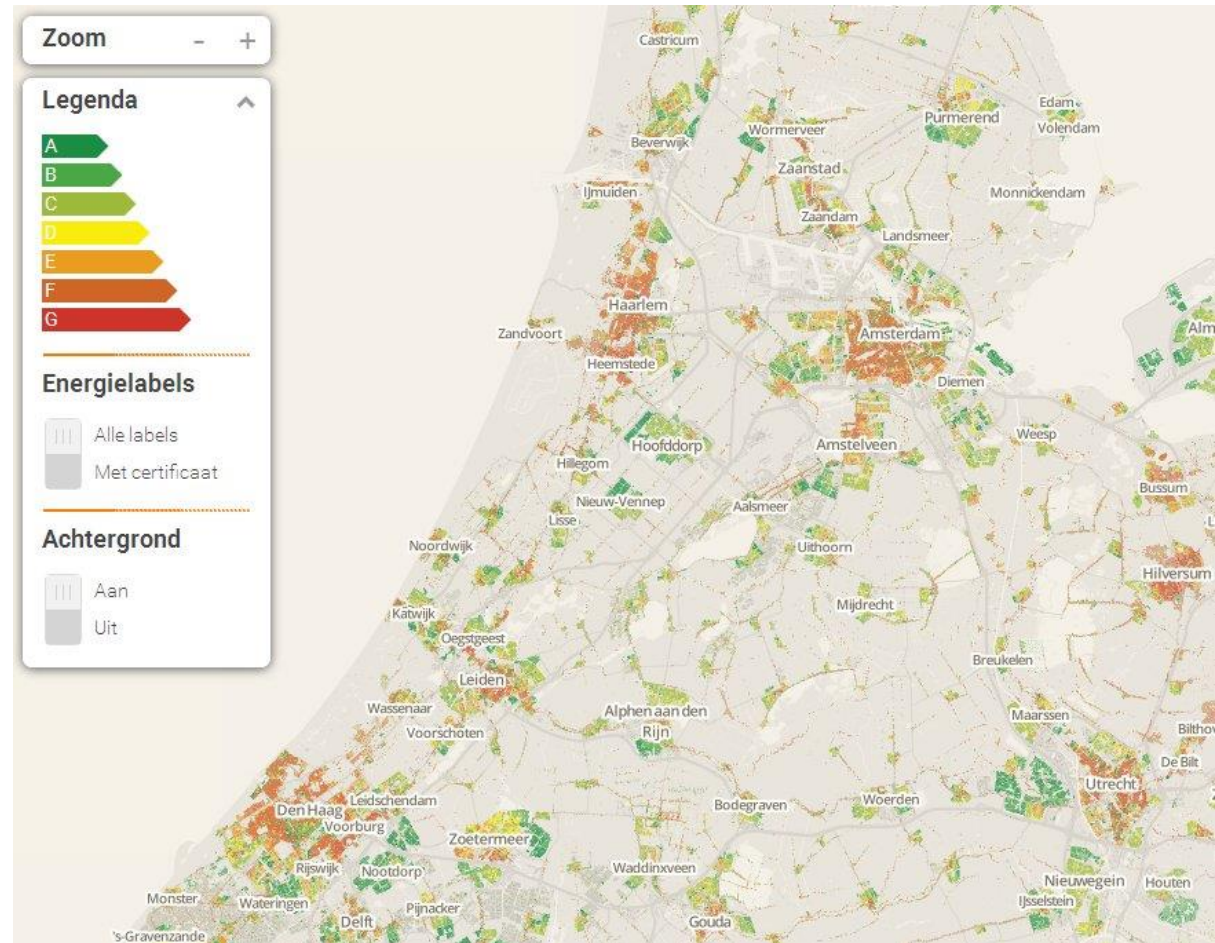 Zoom - +
Legenda
A
B
C
D
E
F
G
Energielabels
Alle labels
Met certificaat
Achtergrond
Aan
Uit
Castricum
Edam
Purmerend
Volendam
Wormerveer
Beverwijk
Zaanstad
IJmuiden
Monnickendam
Zaandam
Landsmeer
Haarlem
Zandvoort
Amsterdam
Alm
Heemstede
Diemen
Weesp
Hoofddorp
Amstelveen
Hillegom
Bussum
Nieuw-Vennep
Aalsmeer
Lisse
L
Noordwijk
Uithoorn
Hilversum
Katwijk
Mijdrecht
Oegstgeest
Breukelen
Leiden
Wassenaar
Alphen aan den
Rijn
Maarssen
Voorschoten
Biltho
De Bilt
Utrecht
Den Haag
Leidschendam
Voorburg
Bodegraven
Woerden
Zoetermeer
Rijswijk
Nootdorp
Waddinxveen
Nieuwegein
Houten
Monster
Wateringen
Pijnacker
IJsselstein
Delft
Gouda
's-Gravenzande